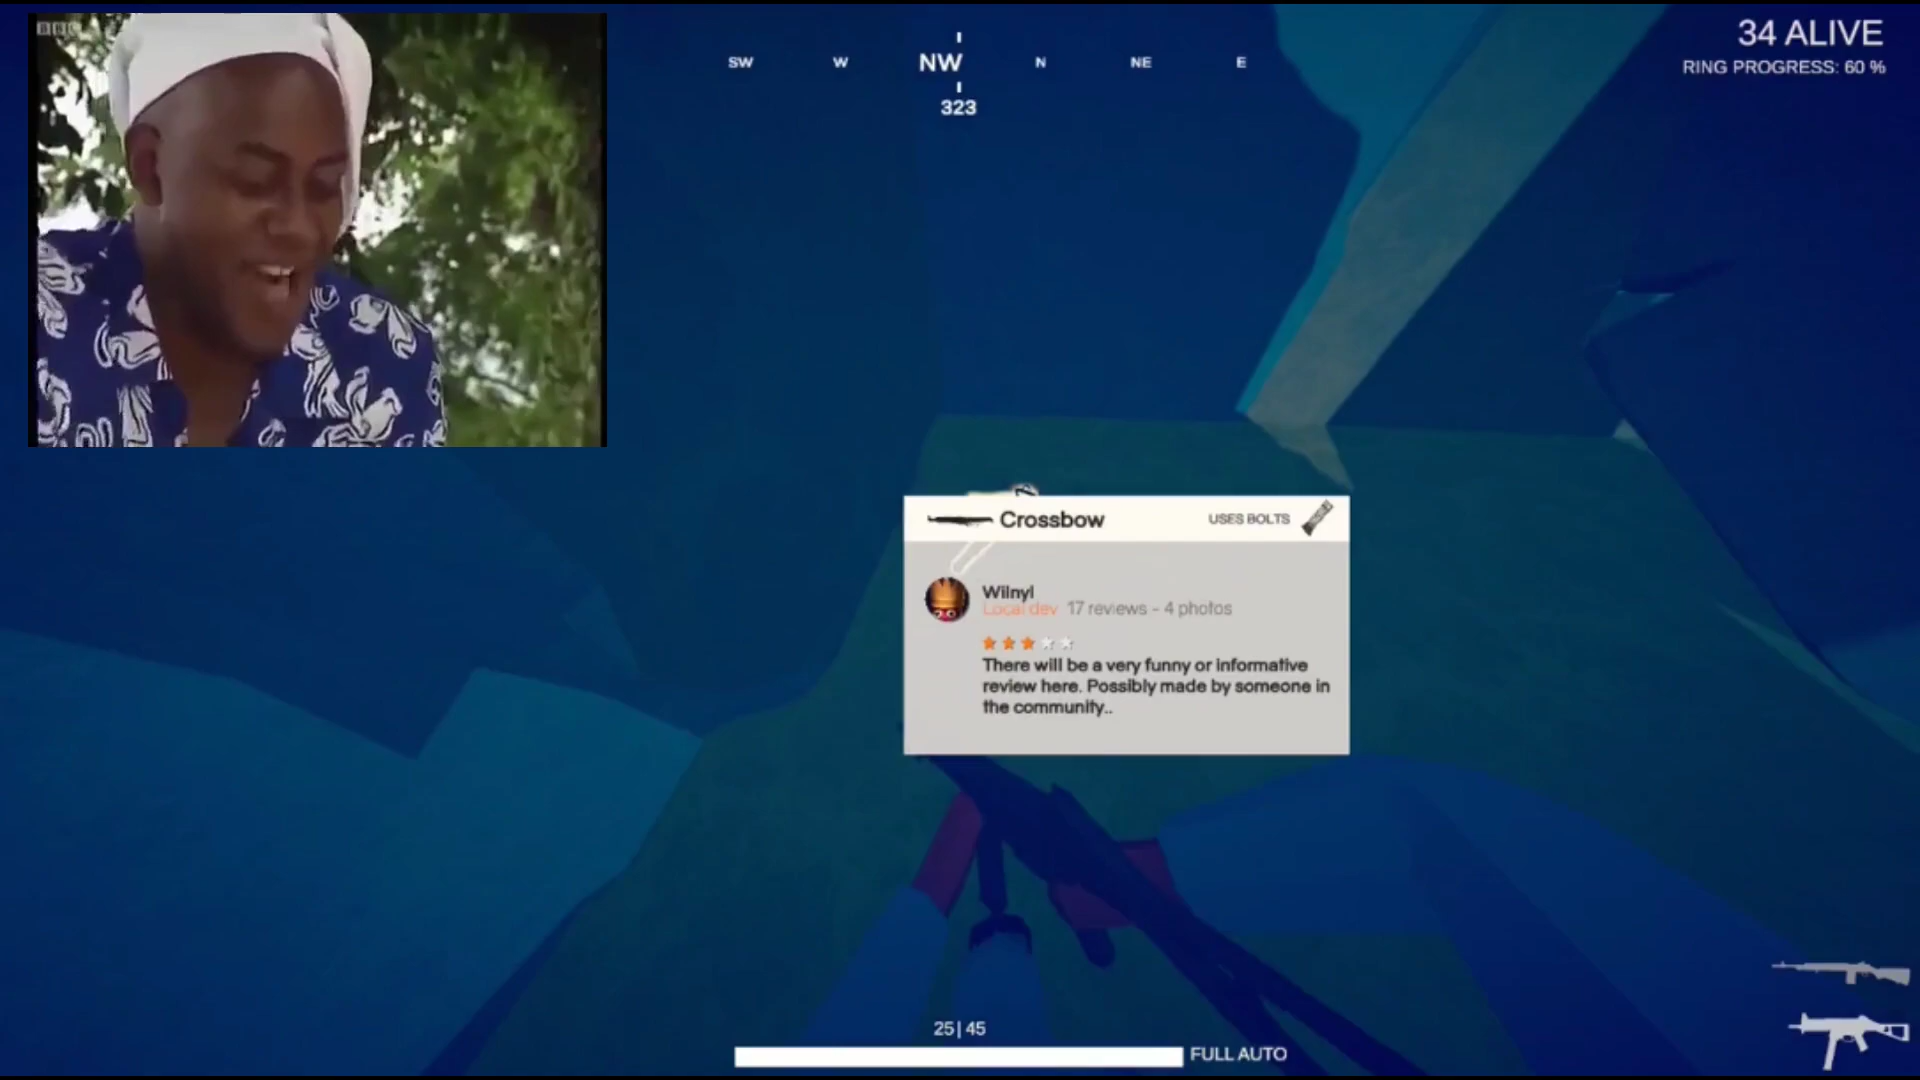 BBC
SW W NW N NE E
323
34 ALIVE
RING PROGRESS: 60 %
Crossbow USES BOLTS
Wilnyl
Local dev 17 reviews - 4 photos
There will be a very funny or informative
review here. Possibly made by someone in
the community..
25|45
FULL AUTO